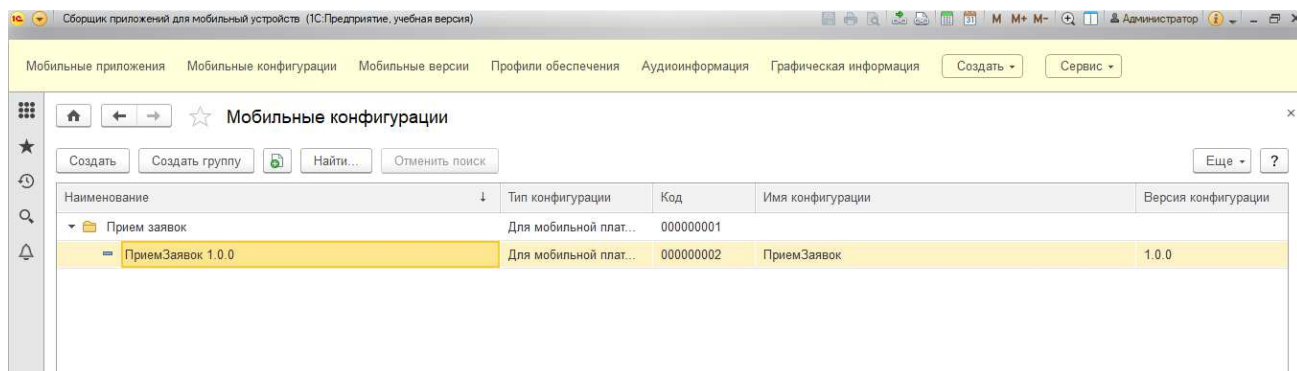 Сборщик приложений для мобильный устройств (1С:Предприятие, учебная версия) M M+ M- Администратор
Мобильные приложения Мобильные конфигурации Мобильные версии Профили обеспечения Аудиоинформация Графическая информация Создать Сервис
Мобильные конфигурации
Создать Создать группу Найти... Отменить поиск Еще ?
Наименование Тип конфигурации Код Имя конфигурации Версия конфигурации
Прием заявок Для мобильной плат... 000000001
ПриемЗаявок 1.0.0 Для мобильной плат... 000000002 ПриемЗаявок 1.0.0